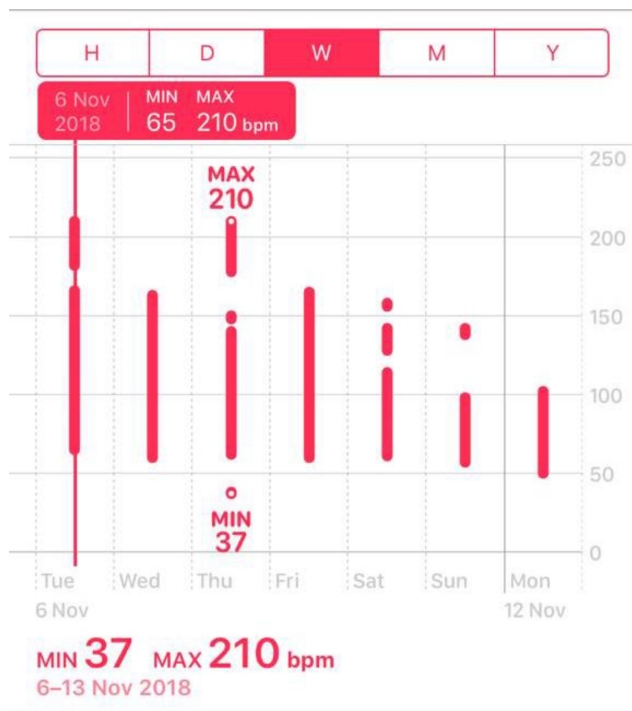 H D W M Y
6 Nov 2018 MIN 65 MAX 210 bpm
250
MAX
210
200
150
100
50
MIN
37
0
Tue Wed Thu Fri Sat Sun Mon
6 Nov 12 Nov
MIN 37 MAX 210 bpm
6–13 Nov 2018